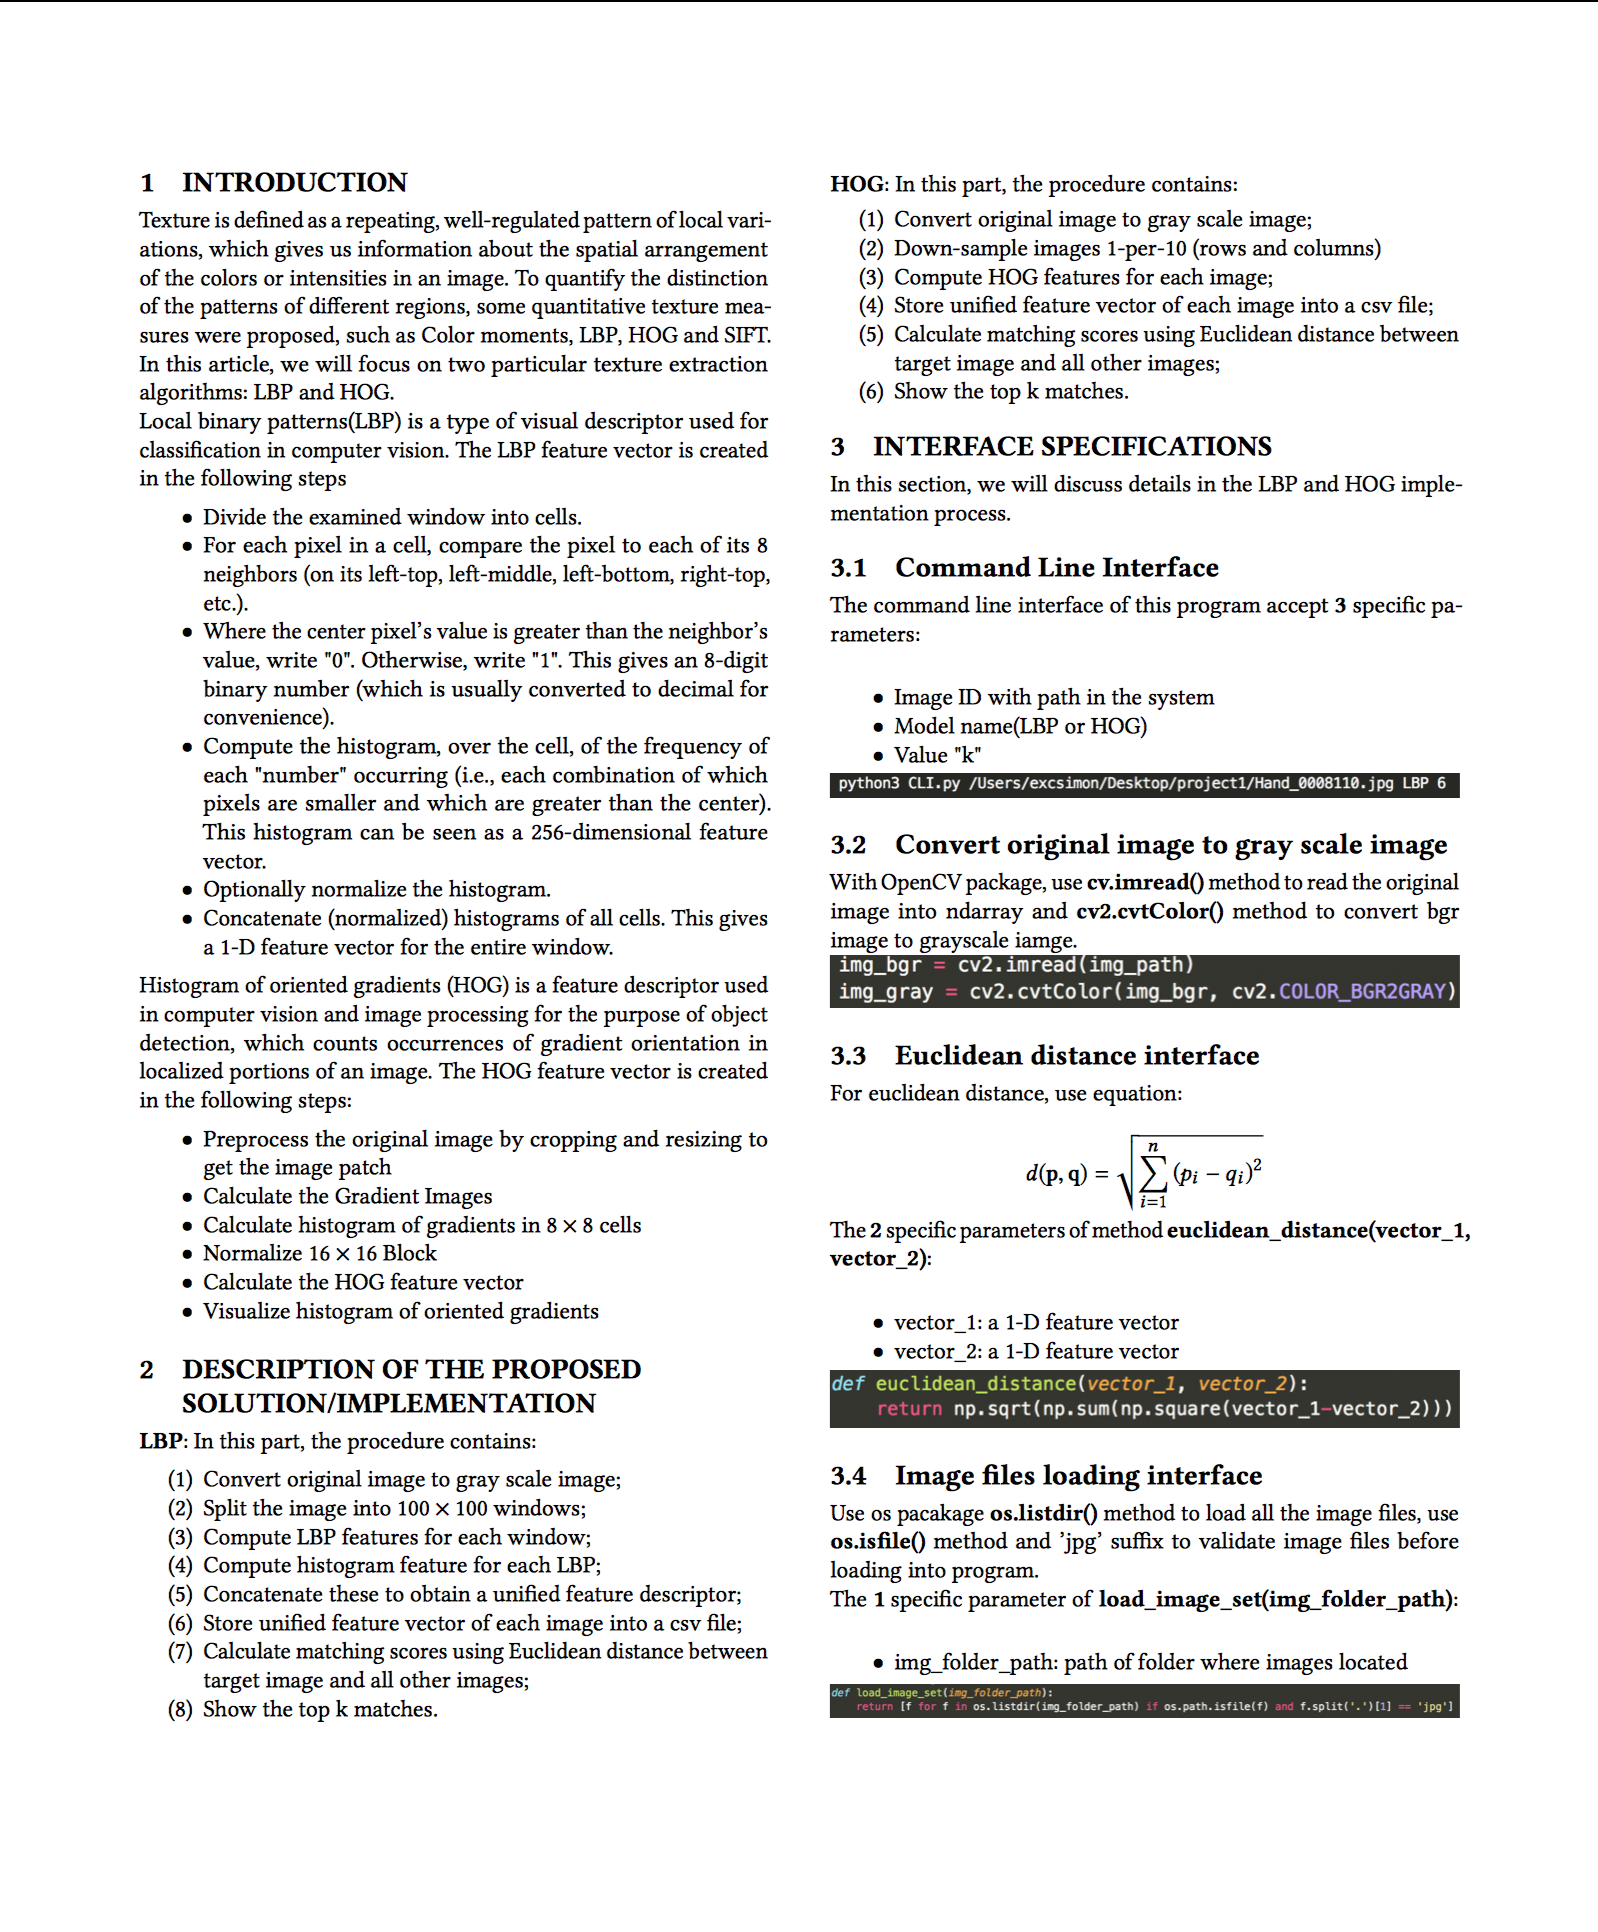 1 INTRODUCTION
Texture is defined as a repeating, well-regulated pattern of local vari-
ations, which gives us information about the spatial arrangement
of the colors or intensities in an image. To quantify the distinction
of the patterns of different regions, some quantitative texture mea-
sures were proposed, such as Color moments, LBP, HOG and SIFT.
In this article, we will focus on two particular texture extraction
algorithms: LBP and HOG.
Local binary patterns(LBP) is a type of visual descriptor used for
classification in computer vision. The LBP feature vector is created
in the following steps
• Divide the examined window into cells.
• For each pixel in a cell, compare the pixel to each of its 8
neighbors (on its left-top, left-middle, left-bottom, right-top,
etc.).
• Where the center pixel's value is greater than the neighbor's
value, write "0". Otherwise, write "1". This gives an 8-digit
binary number (which is usually converted to decimal for
convenience).
• Compute the histogram, over the cell, of the frequency of
each "number" occurring (i.e., each combination of which
pixels are smaller and which are greater than the center).
This histogram can be seen as a 256-dimensional feature
vector.
• Optionally normalize the histogram.
• Concatenate (normalized) histograms of all cells. This gives
a 1-D feature vector for the entire window.
Histogram of oriented gradients (HOG) is a feature descriptor used
in computer vision and image processing for the purpose of object
detection, which counts occurrences of gradient orientation in
localized portions of an image. The HOG feature vector is created
in the following steps:
• Preprocess the original image by cropping and resizing to
get the image patch
• Calculate the Gradient Images
• Calculate histogram of gradients in 8 × 8 cells
• Normalize 16 × 16 Block
• Calculate the HOG feature vector
• Visualize histogram of oriented gradients
2 DESCRIPTION OF THE PROPOSED
SOLUTION/IMPLEMENTATION
LBP: In this part, the procedure contains:
(1) Convert original image to gray scale image;
(2) Split the image into 100 × 100 windows;
(3) Compute LBP features for each window;
(4) Compute histogram feature for each LBP;
(5) Concatenate these to obtain a unified feature descriptor;
(6) Store unified feature vector of each image into a csv file;
(7) Calculate matching scores using Euclidean distance between
target image and all other images;
(8) Show the top k matches.
HOG: In this part, the procedure contains:
(1) Convert original image to gray scale image;
(2) Down-sample images 1-per-10 (rows and columns)
(3) Compute HOG features for each image;
(4) Store unified feature vector of each image into a csv file;
(5) Calculate matching scores using Euclidean distance between
target image and all other images;
(6) Show the top k matches.
3 INTERFACE SPECIFICATIONS
In this section, we will discuss details in the LBP and HOG imple-
mentation process.
3.1 Command Line Interface
The command line interface of this program accept 3 specific pa-
rameters:
• Image ID with path in the system
• Model name(LBP or HOG)
• Value "k"
python3 CLI.py /Users/excsimon/Desktop/project1/Hand_0008110.jpg LBP 6
3.2 Convert original image to gray scale image
With OpenCV package, use cv.imread() method to read the original
image into ndarray and cv2.cvtColor() method to convert bgr
image to grayscale iamge.
img_bgr = cv2.imread(img_path)
img_gray = cv2.cvtColor(img_bgr, cv2.COLOR_BGR2GRAY)
3.3 Euclidean distance interface
For euclidean distance, use equation:
d(p, q) = √∑ᵢ₌₁ⁿ (pᵢ − qᵢ)²
The 2 specific parameters of method euclidean_distance(vector_1,
vector_2):
• vector_1: a 1-D feature vector
• vector_2: a 1-D feature vector
def euclidean_distance(vector_1, vector_2):
return np.sqrt(np.sum(np.square(vector_1-vector_2)))
3.4 Image files loading interface
Use os pacakage os.listdir() method to load all the image files, use
os.isfile() method and 'jpg' suffix to validate image files before
loading into program.
The 1 specific parameter of load_image_set(img_folder_path):
• img_folder_path: path of folder where images located
def load_image_set(img_folder_path):
return [f for f in os.listdir(img_folder_path) if os.path.isfile(f) and f.split('.')[1] == 'jpg']